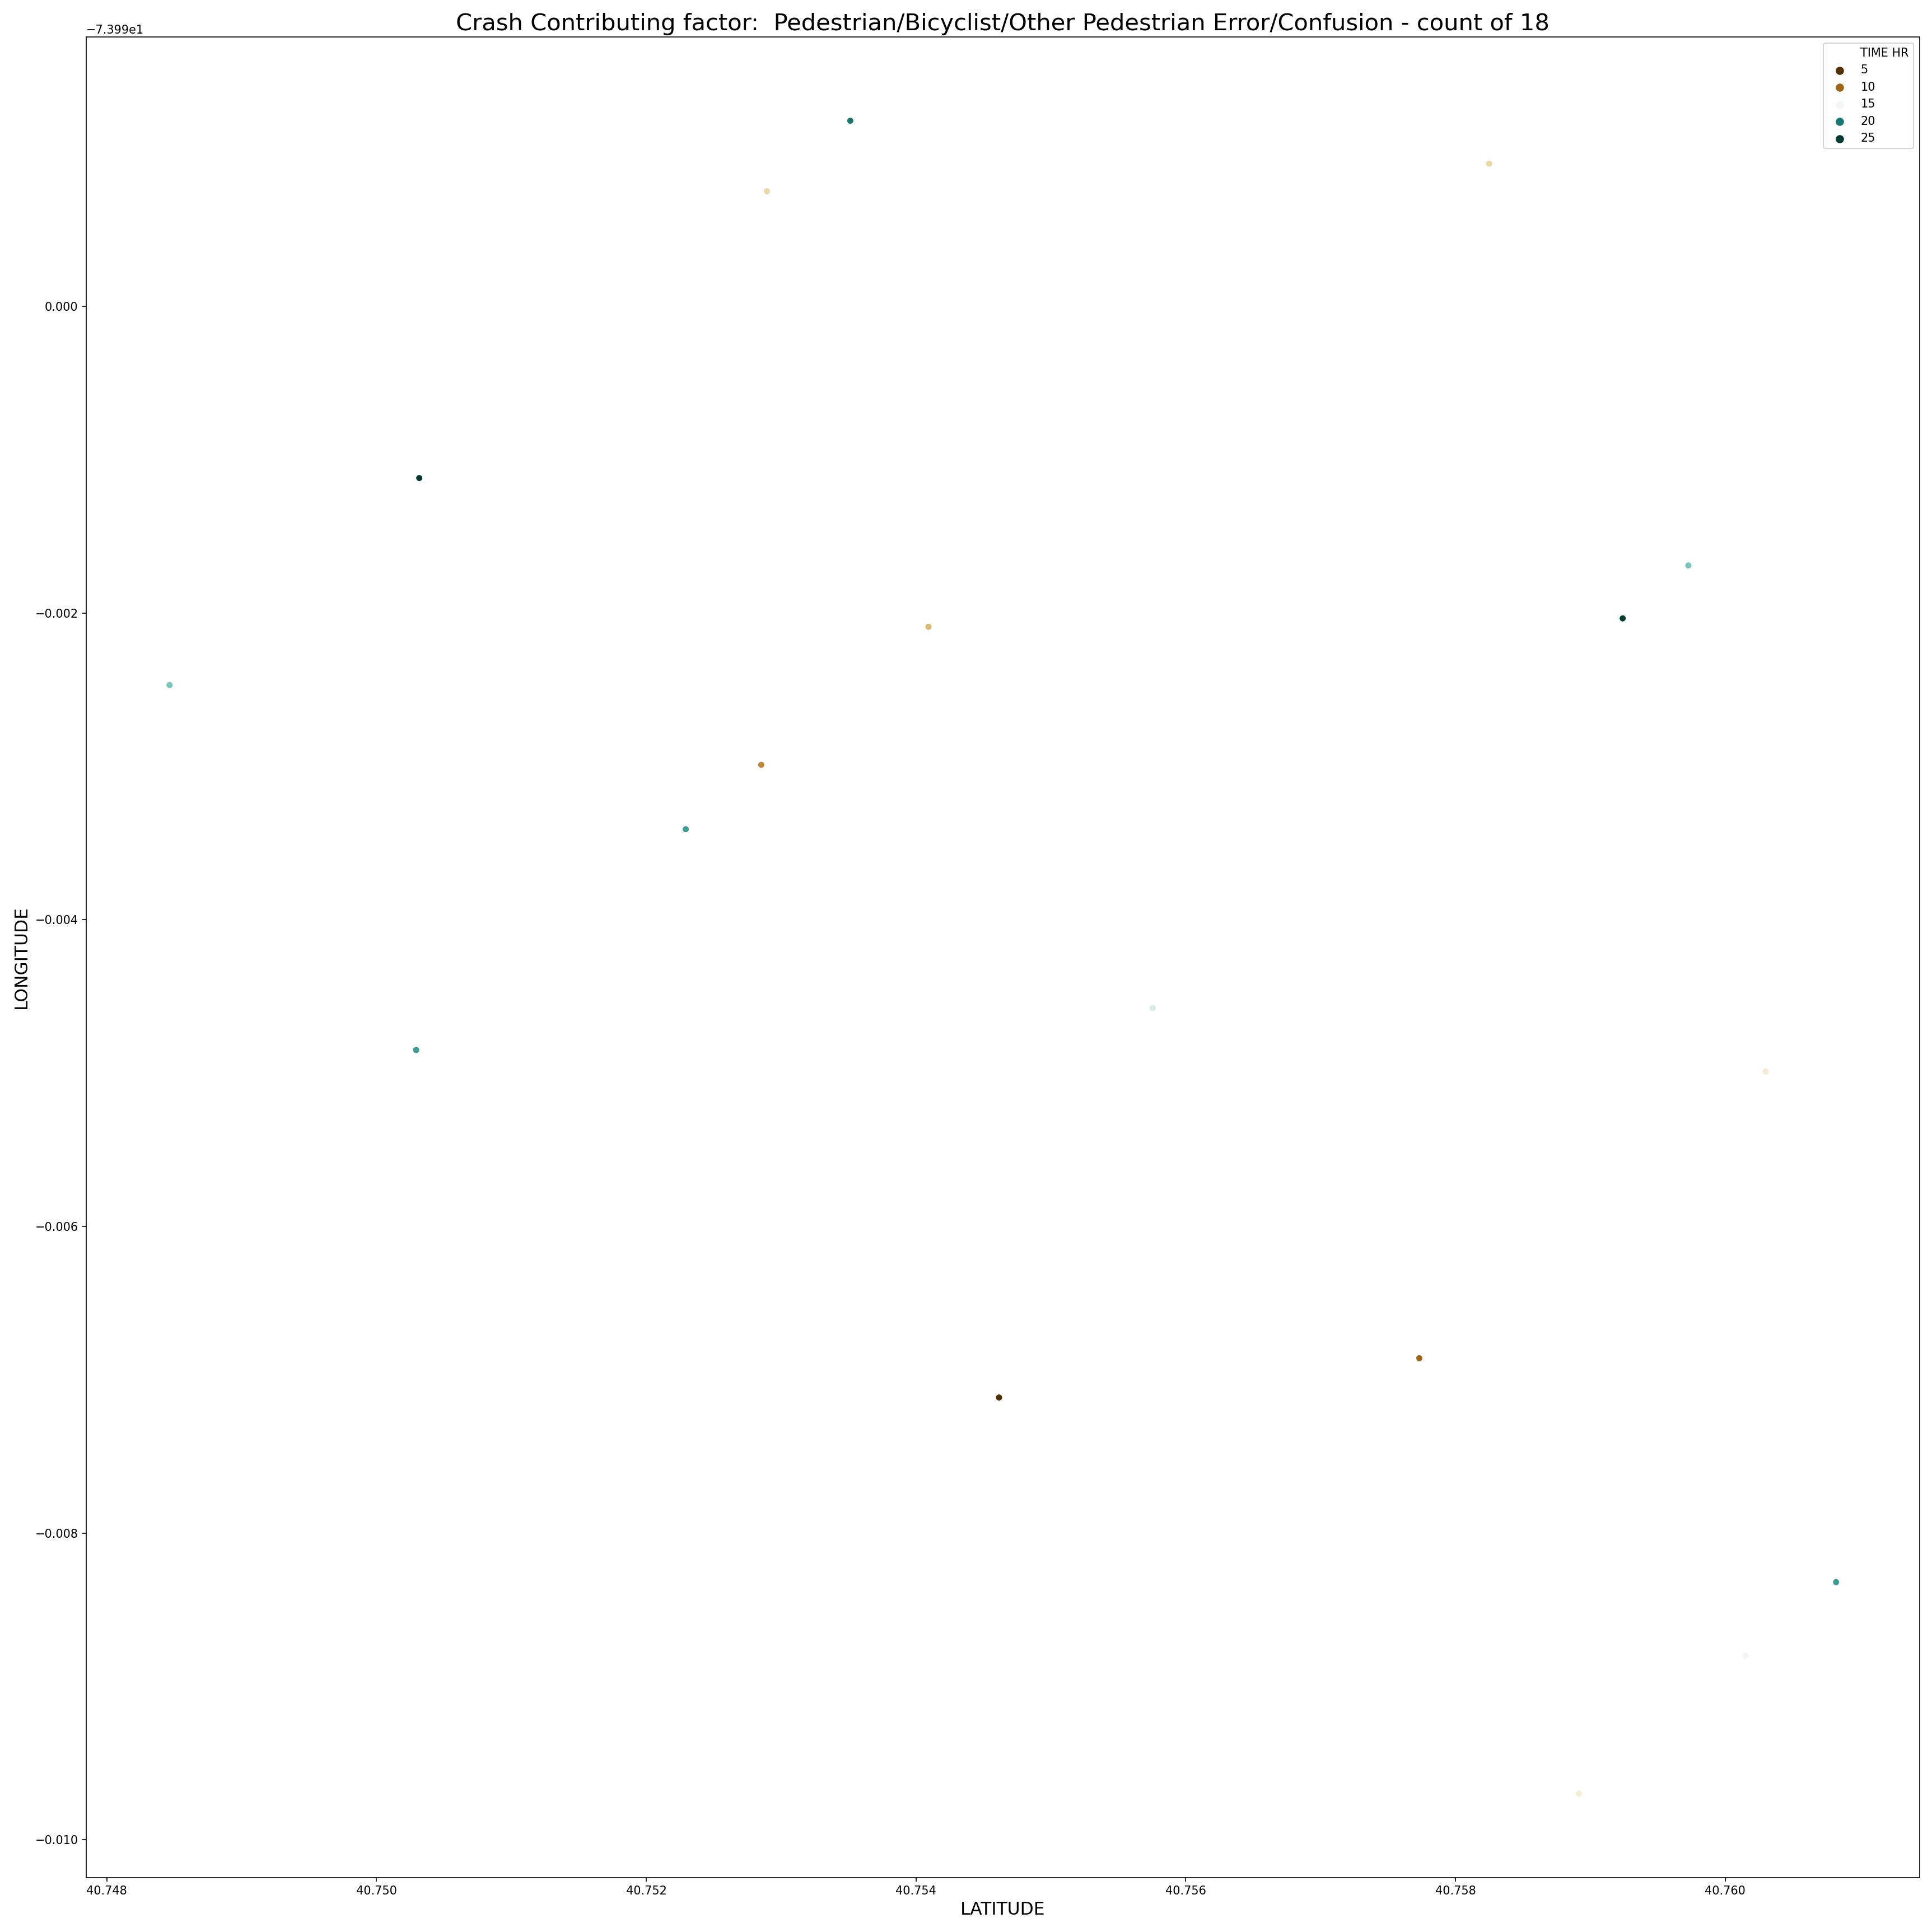 Crash Contributing factor:  Pedestrian/Bicyclist/Other Pedestrian Error/Confusion - count of 18
−7.399e1
TIME HR
5
10
15
20
25
0.000
−0.002
−0.004
−0.006
−0.008
−0.010
LONGITUDE
40.748 40.750 40.752 40.754 40.756 40.758 40.760
LATITUDE